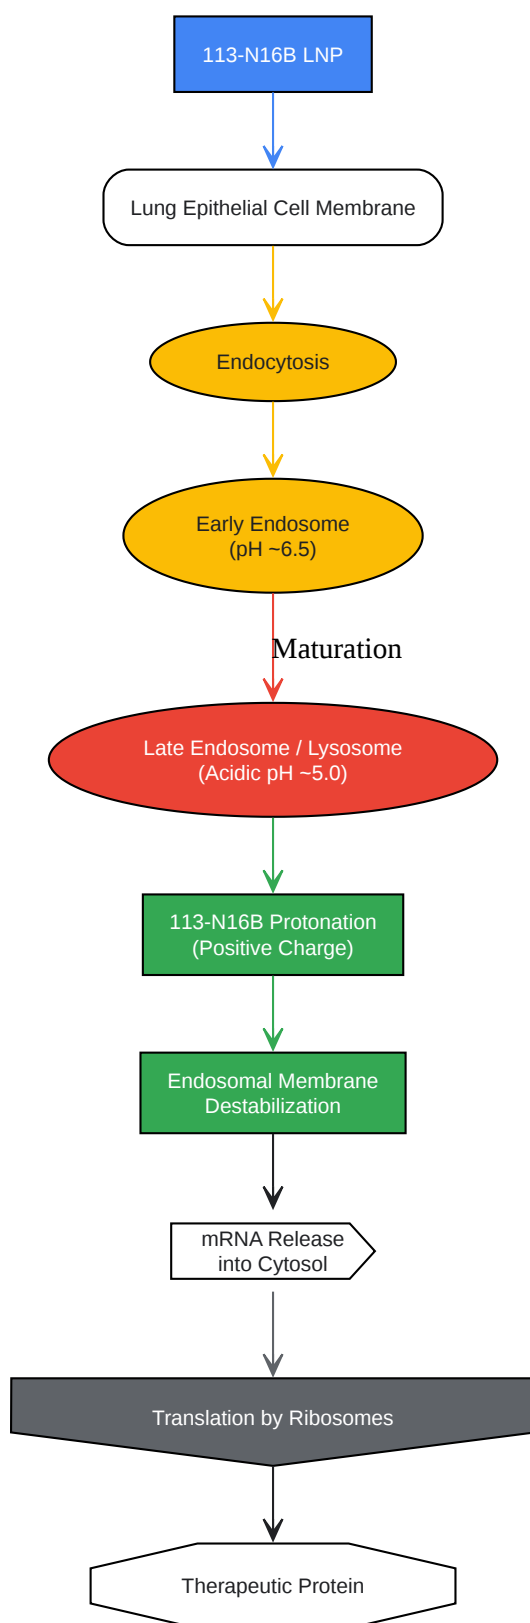 113-N16B LNP
Lung Epithelial Cell Membrane
Endocytosis
Early Endosome
(pH ~6.5)
Maturation
Late Endosome / Lysosome
(Acidic pH ~5.0)
113-N16B Protonation
(Positive Charge)
Endosomal Membrane
Destabilization
mRNA Release
into Cytosol
Translation by Ribosomes
Therapeutic Protein